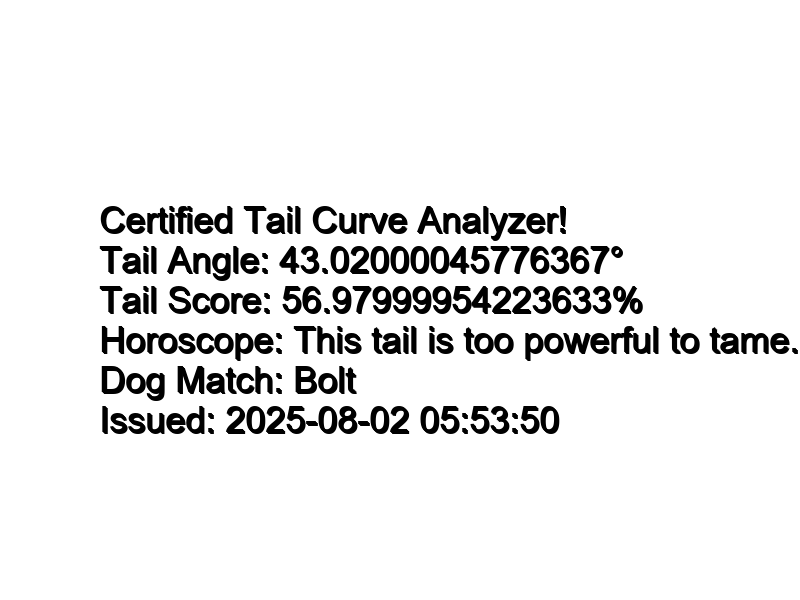 Certified Tail Curve Analyzer!
Tail Angle: 43.02000045776367°
Tail Score: 56.97999954223633%
Horoscope: This tail is too powerful to tame.
Dog Match: Bolt
Issued: 2025-08-02 05:53:50